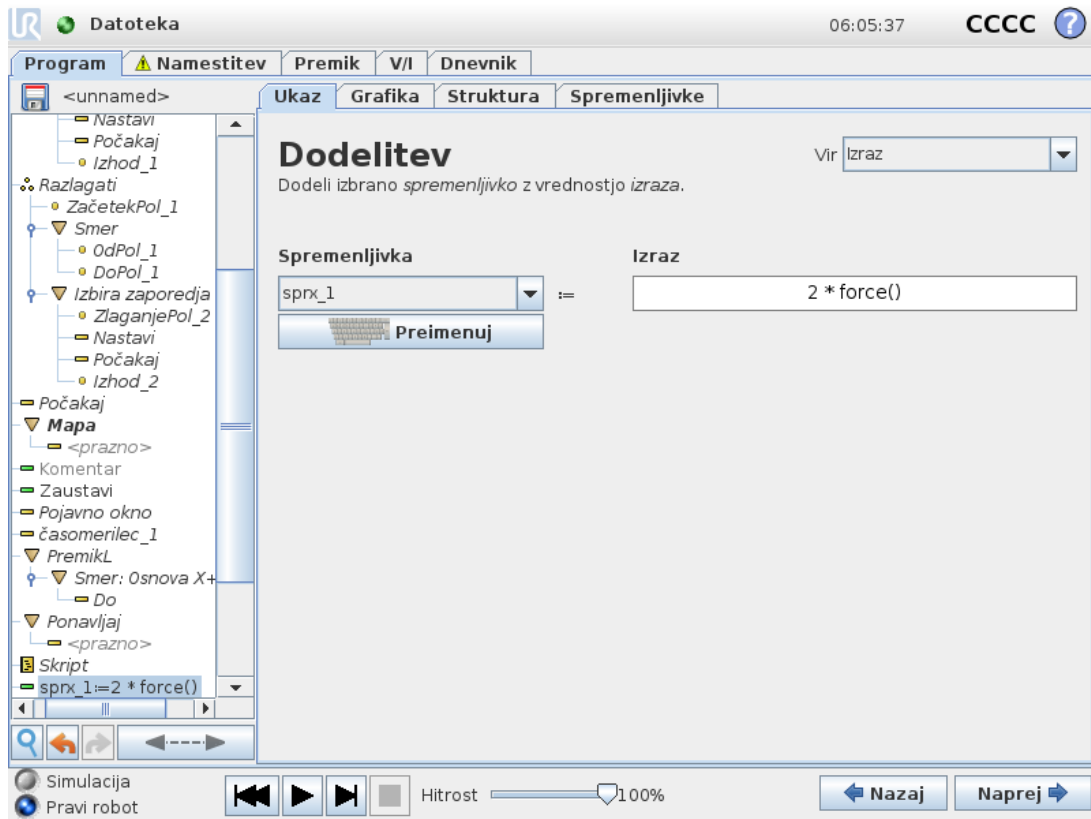 UR Datoteka 06:05:37 CCCC ?
Program Namestitev Premik V/I Dnevnik
<unnamed>
Ukaz Grafika Struktura Spremenljivke
Nastavi
Počakaj
Izhod_1
Razlagati
ZačetekPol_1
Smer
OdPol_1
DoPol_1
Izbira zaporedja
ZlaganjePol_2
Nastavi
Počakaj
Izhod_2
Počakaj
Mapa
<prazno>
Komentar
Zaustavi
Pojavno okno
časomerilec_1
PremikL
Smer: Osnova X+
Do
Ponavljaj
<prazno>
Skript
sprx_1:=2 * force()
Dodelitev
Vir Izraz
Dodeli izbrano spremenljivko z vrednostjo izraza.
Spremenljivka Izraz
sprx_1 := 2 * force()
Preimenuj
Simulacija
Pravi robot
Hitrost 100%
Nazaj Naprej